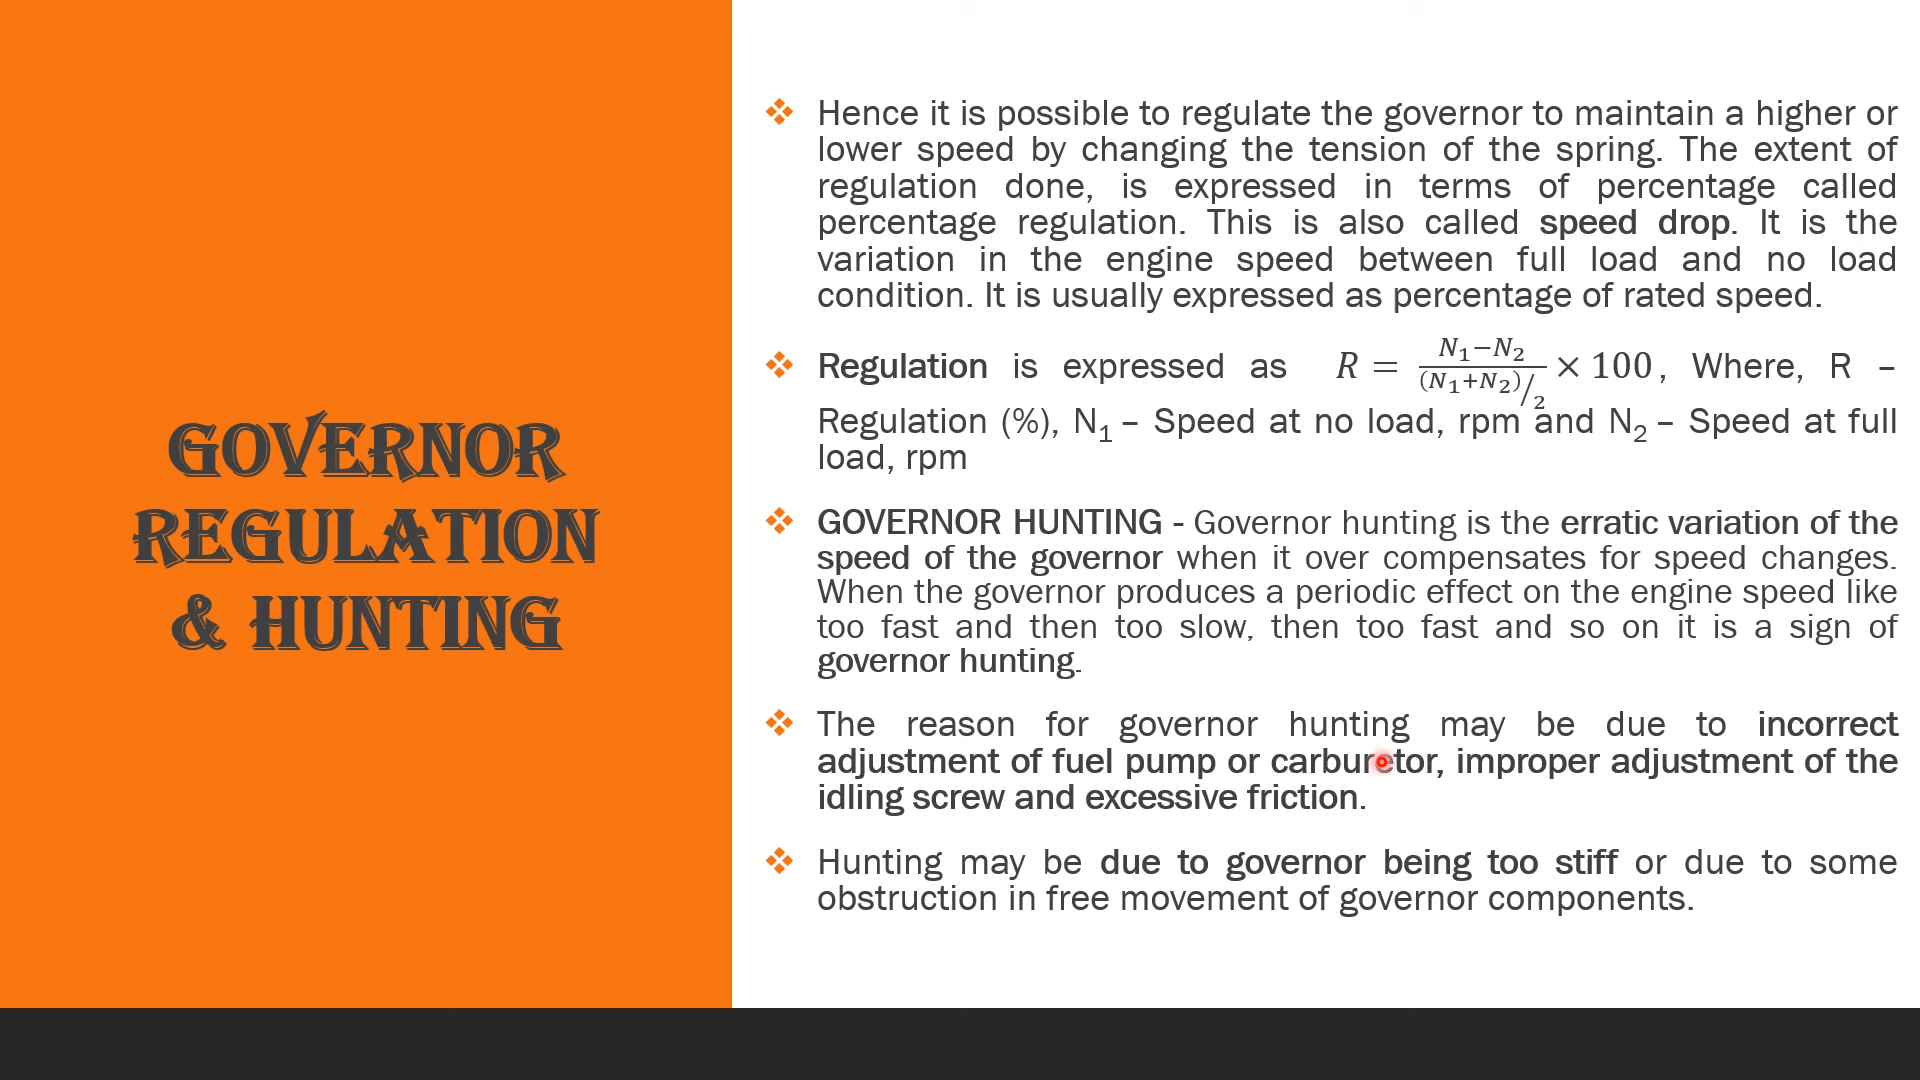 GOVERNOR
REGULATION
& HUNTING
❖ Hence it is possible to regulate the governor to maintain a higher or
lower speed by changing the tension of the spring. The extent of
regulation done, is expressed in terms of percentage called
percentage regulation. This is also called speed drop. It is the
variation in the engine speed between full load and no load
condition. It is usually expressed as percentage of rated speed.
❖ Regulation is expressed as R = (N₁−N₂)/((N₁+N₂)/2) × 100, Where, R –
Regulation (%), N₁ – Speed at no load, rpm and N₂ – Speed at full
load, rpm
❖ GOVERNOR HUNTING - Governor hunting is the erratic variation of the
speed of the governor when it over compensates for speed changes.
When the governor produces a periodic effect on the engine speed like
too fast and then too slow, then too fast and so on it is a sign of
governor hunting.
❖ The reason for governor hunting may be due to incorrect
adjustment of fuel pump or carburetor, improper adjustment of the
idling screw and excessive friction.
❖ Hunting may be due to governor being too stiff or due to some
obstruction in free movement of governor components.